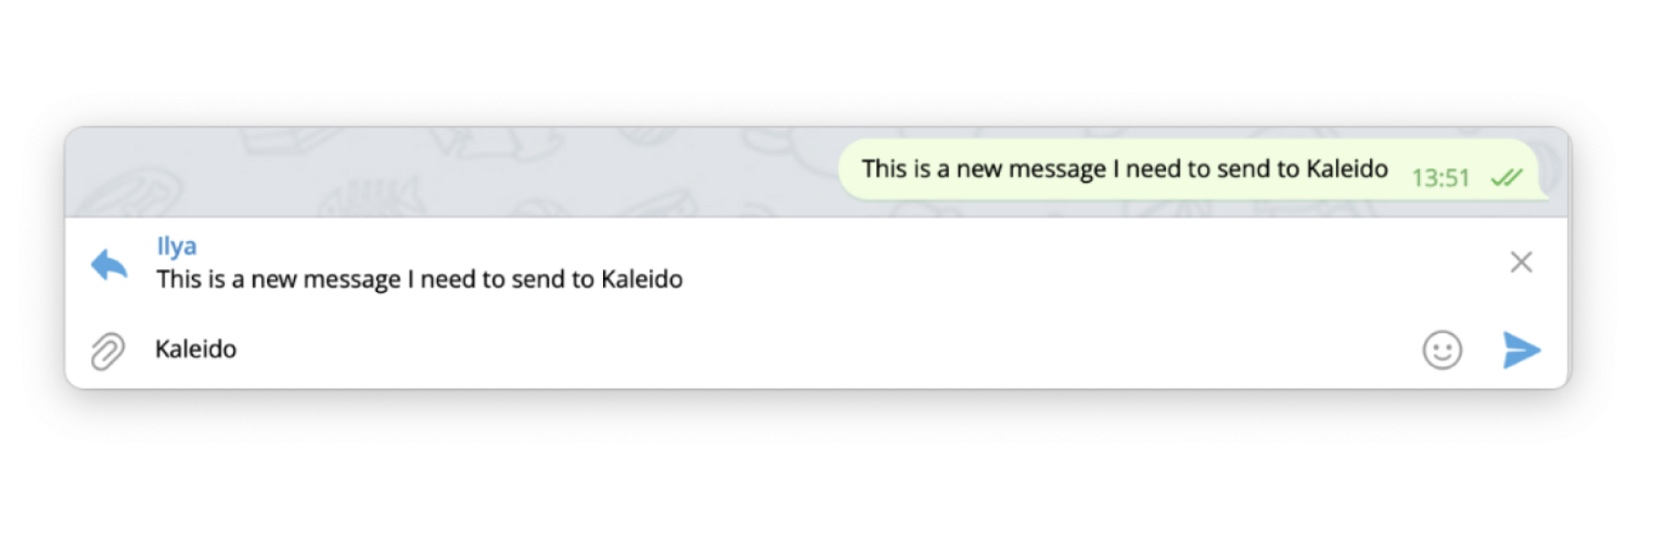 This is a new message I need to send to Kaleido 13:51
Ilya
This is a new message I need to send to Kaleido
Kaleido